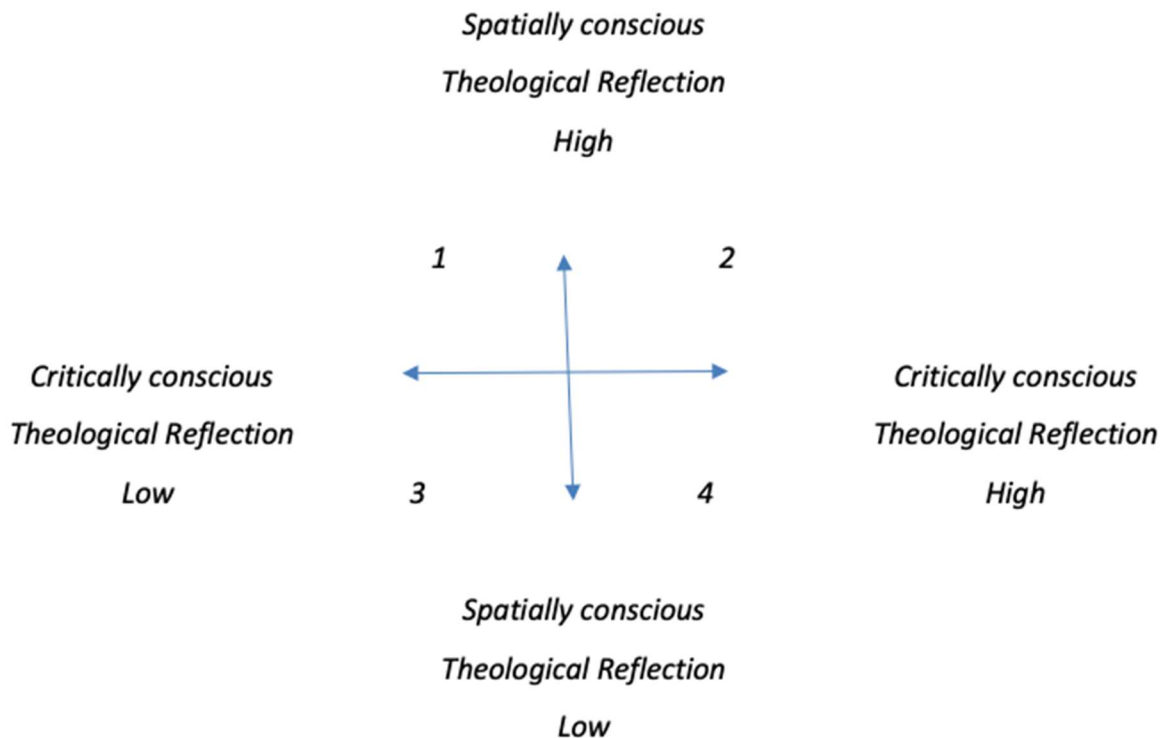 Spatially conscious
Theological Reflection
High
1 2
Critically conscious
Theological Reflection
Low
Critically conscious
Theological Reflection
High
3 4
Spatially conscious
Theological Reflection
Low